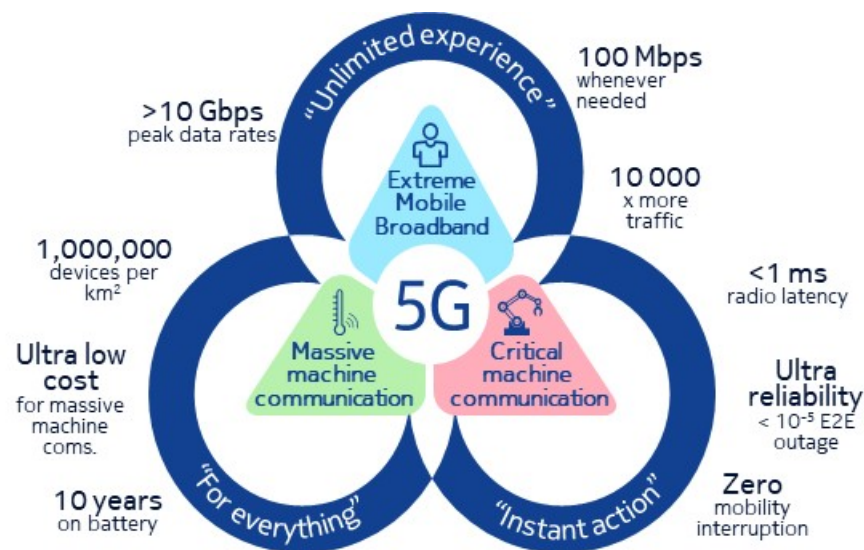 "Unlimited experience"
100 Mbps
whenever
needed
>10 Gbps
peak data rates
Extreme
Mobile
Broadband
10 000
x more
traffic
1,000,000
devices per
km²
5G
<1 ms
radio latency
Massive
machine
communication
Critical
machine
communication
Ultra low
cost
for massive
machine
coms.
Ultra
reliability
< 10⁻⁵ E2E
outage
10 years
on battery
"For everything"
"Instant action"
Zero
mobility
interruption